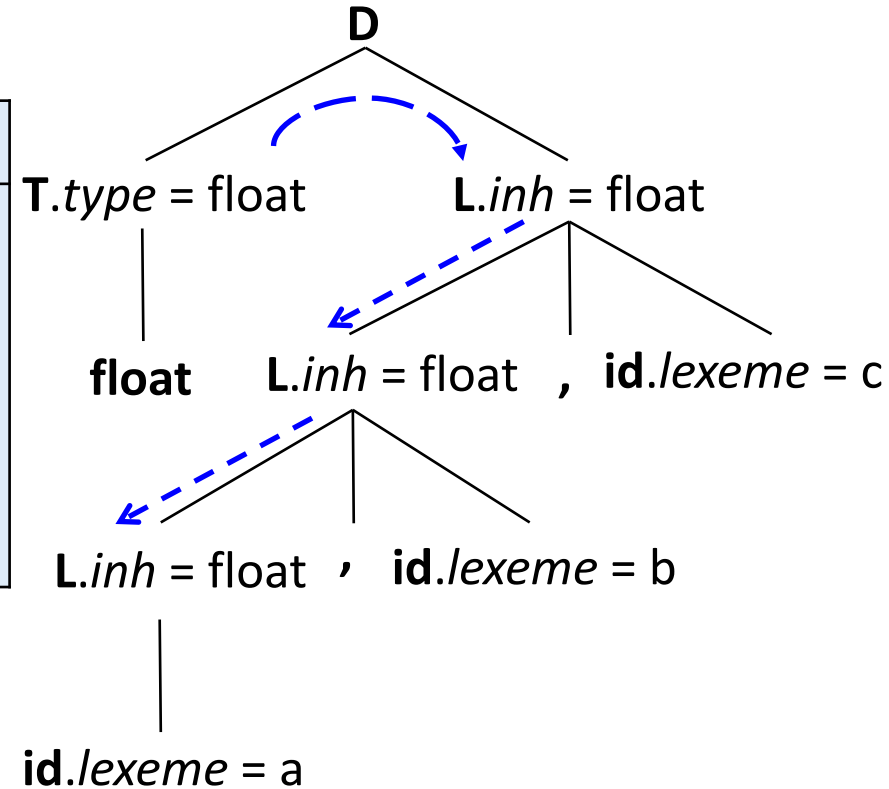 D
T.type = float L.inh = float
float L.inh = float , id.lexeme = c
L.inh = float , id.lexeme = b
id.lexeme = a